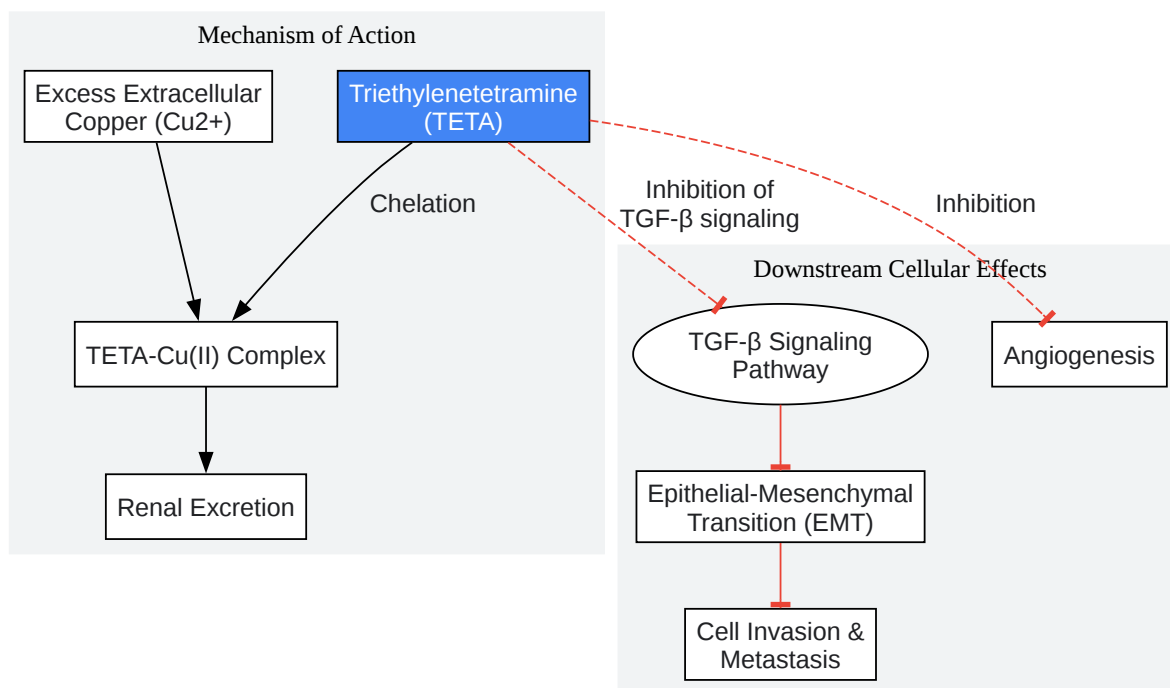 Mechanism of Action
Excess Extracellular
Copper (Cu2+)
Triethylenetetramine
(TETA)
Chelation
Inhibition of
TGF-β signaling
Inhibition
TETA-Cu(II) Complex
Renal Excretion
Downstream Cellular Effects
TGF-β Signaling
Pathway
Angiogenesis
Epithelial-Mesenchymal
Transition (EMT)
Cell Invasion &
Metastasis